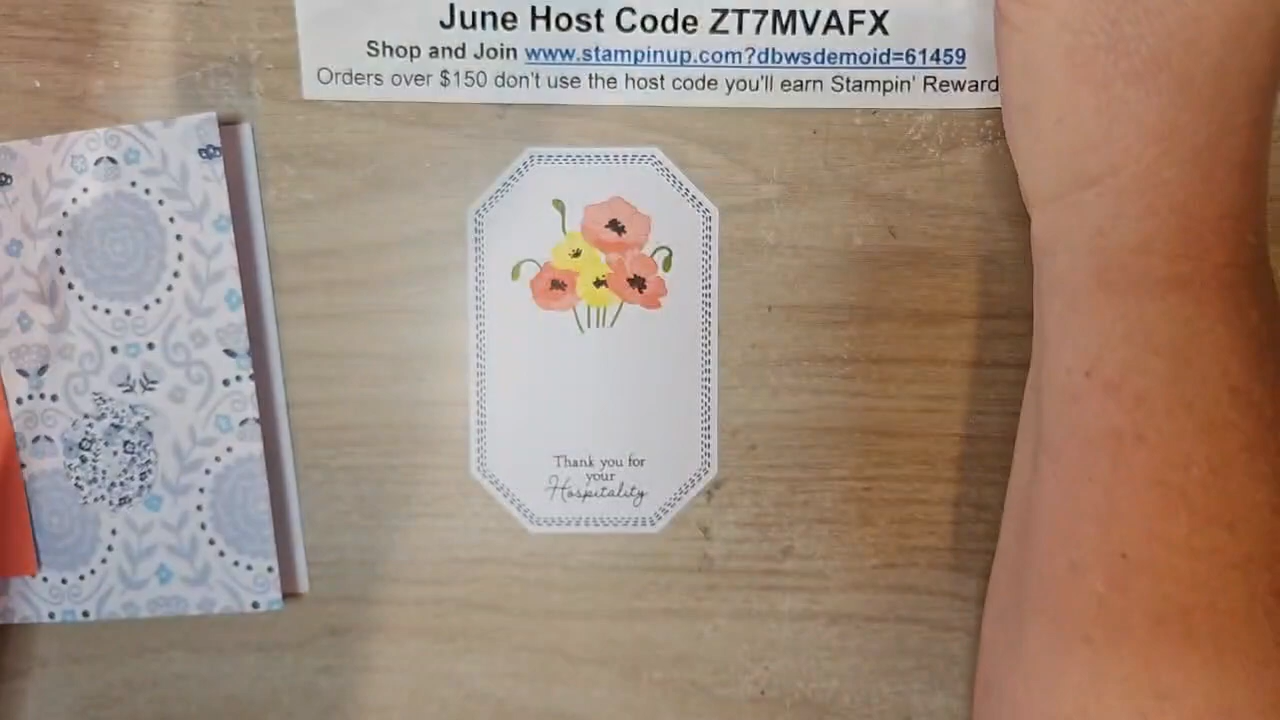 June Host Code ZT7MVAFX
Shop and Join www.stampinup.com?dbwsdemoid=61459
Orders over $150 don't use the host code you'll earn Stampin' Reward
Thank you for
your
Hospitality